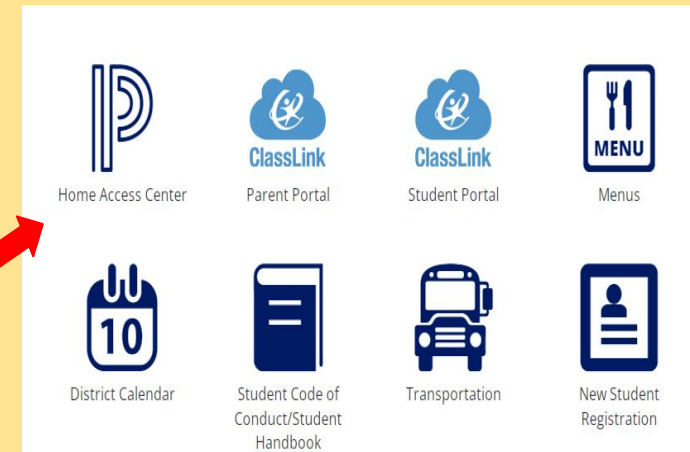 ClassLink
ClassLink
MENU
Home Access Center
Parent Portal
Student Portal
Menus
10
District Calendar
Student Code of
Conduct/Student
Handbook
Transportation
New Student
Registration